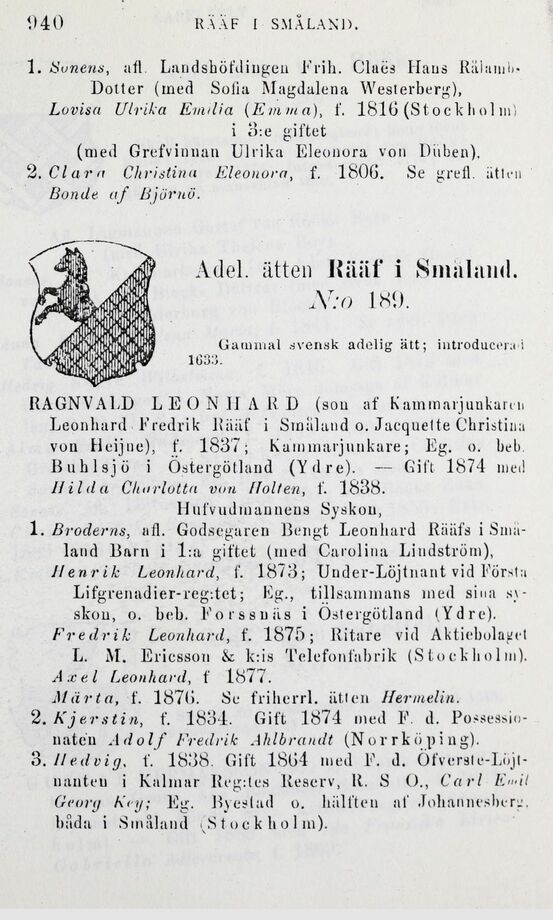 940
RÄÄF I SMÅLAND.
1. Sonens, afl. Landshöfdingen Frih. Claës Hans Rålamb-
Dotter (med Sofia Magdalena Westerberg),
Lovisa Ulrika Emilia (Emma), f. 1816 (Stockholm)
i 3:e giftet
(med Grefvinnan Ulrika Eleonora von Düben),
2. Clara Christina Eleonora, f. 1806. Se grefl. ätten
Bonde af Björnö.
Adel. ätten Rääf i Småland.
N:o 189.
Gammal svensk adelig ätt; introducerad
1633.
RAGNVALD LEONHARD (son af Kammarjunkaren
Leonhard Fredrik Rääf i Småland o. Jacquette Christina
von Heijne), f. 1837; Kammarjunkare; Eg. o. beb.
Buhlsjö i Östergötland (Ydre). — Gift 1874 med
Hilda Charlotta von Holten, f. 1838.
Hufvudmannens Syskon,
1. Broderns, afl. Godsegaren Bengt Leonhard Rääfs i Små-
land Barn i 1:a giftet (med Carolina Lindström),
Henrik Leonhard, f. 1873; Under-Löjtnant vid Första
Lifgrenadier-reg:tet; Eg., tillsammans med sina sy-
skon, o. beb. Forssnäs i Östergötland (Ydre).
Fredrik Leonhard, f. 1875; Ritare vid Aktiebolaget
L. M. Ericsson & k:is Telefonfabrik (Stockholm).
Axel Leonhard, f 1877.
Märta, f. 1876. Se friherrl. ätten Hermelin.
2. Kjerstin, f. 1834. Gift 1874 med F. d. Possessio-
naten Adolf Fredrik Ahlbrandt (Norrköping).
3. Hedvig, f. 1838. Gift 1864 med F. d. Öfverste-Löjt-
nanten i Kalmar Reg:tes Reserv, R. S O., Carl Emil
Georg Key; Eg. Byestad o. hälften af Johannesberg,
båda i Småland (Stockholm).